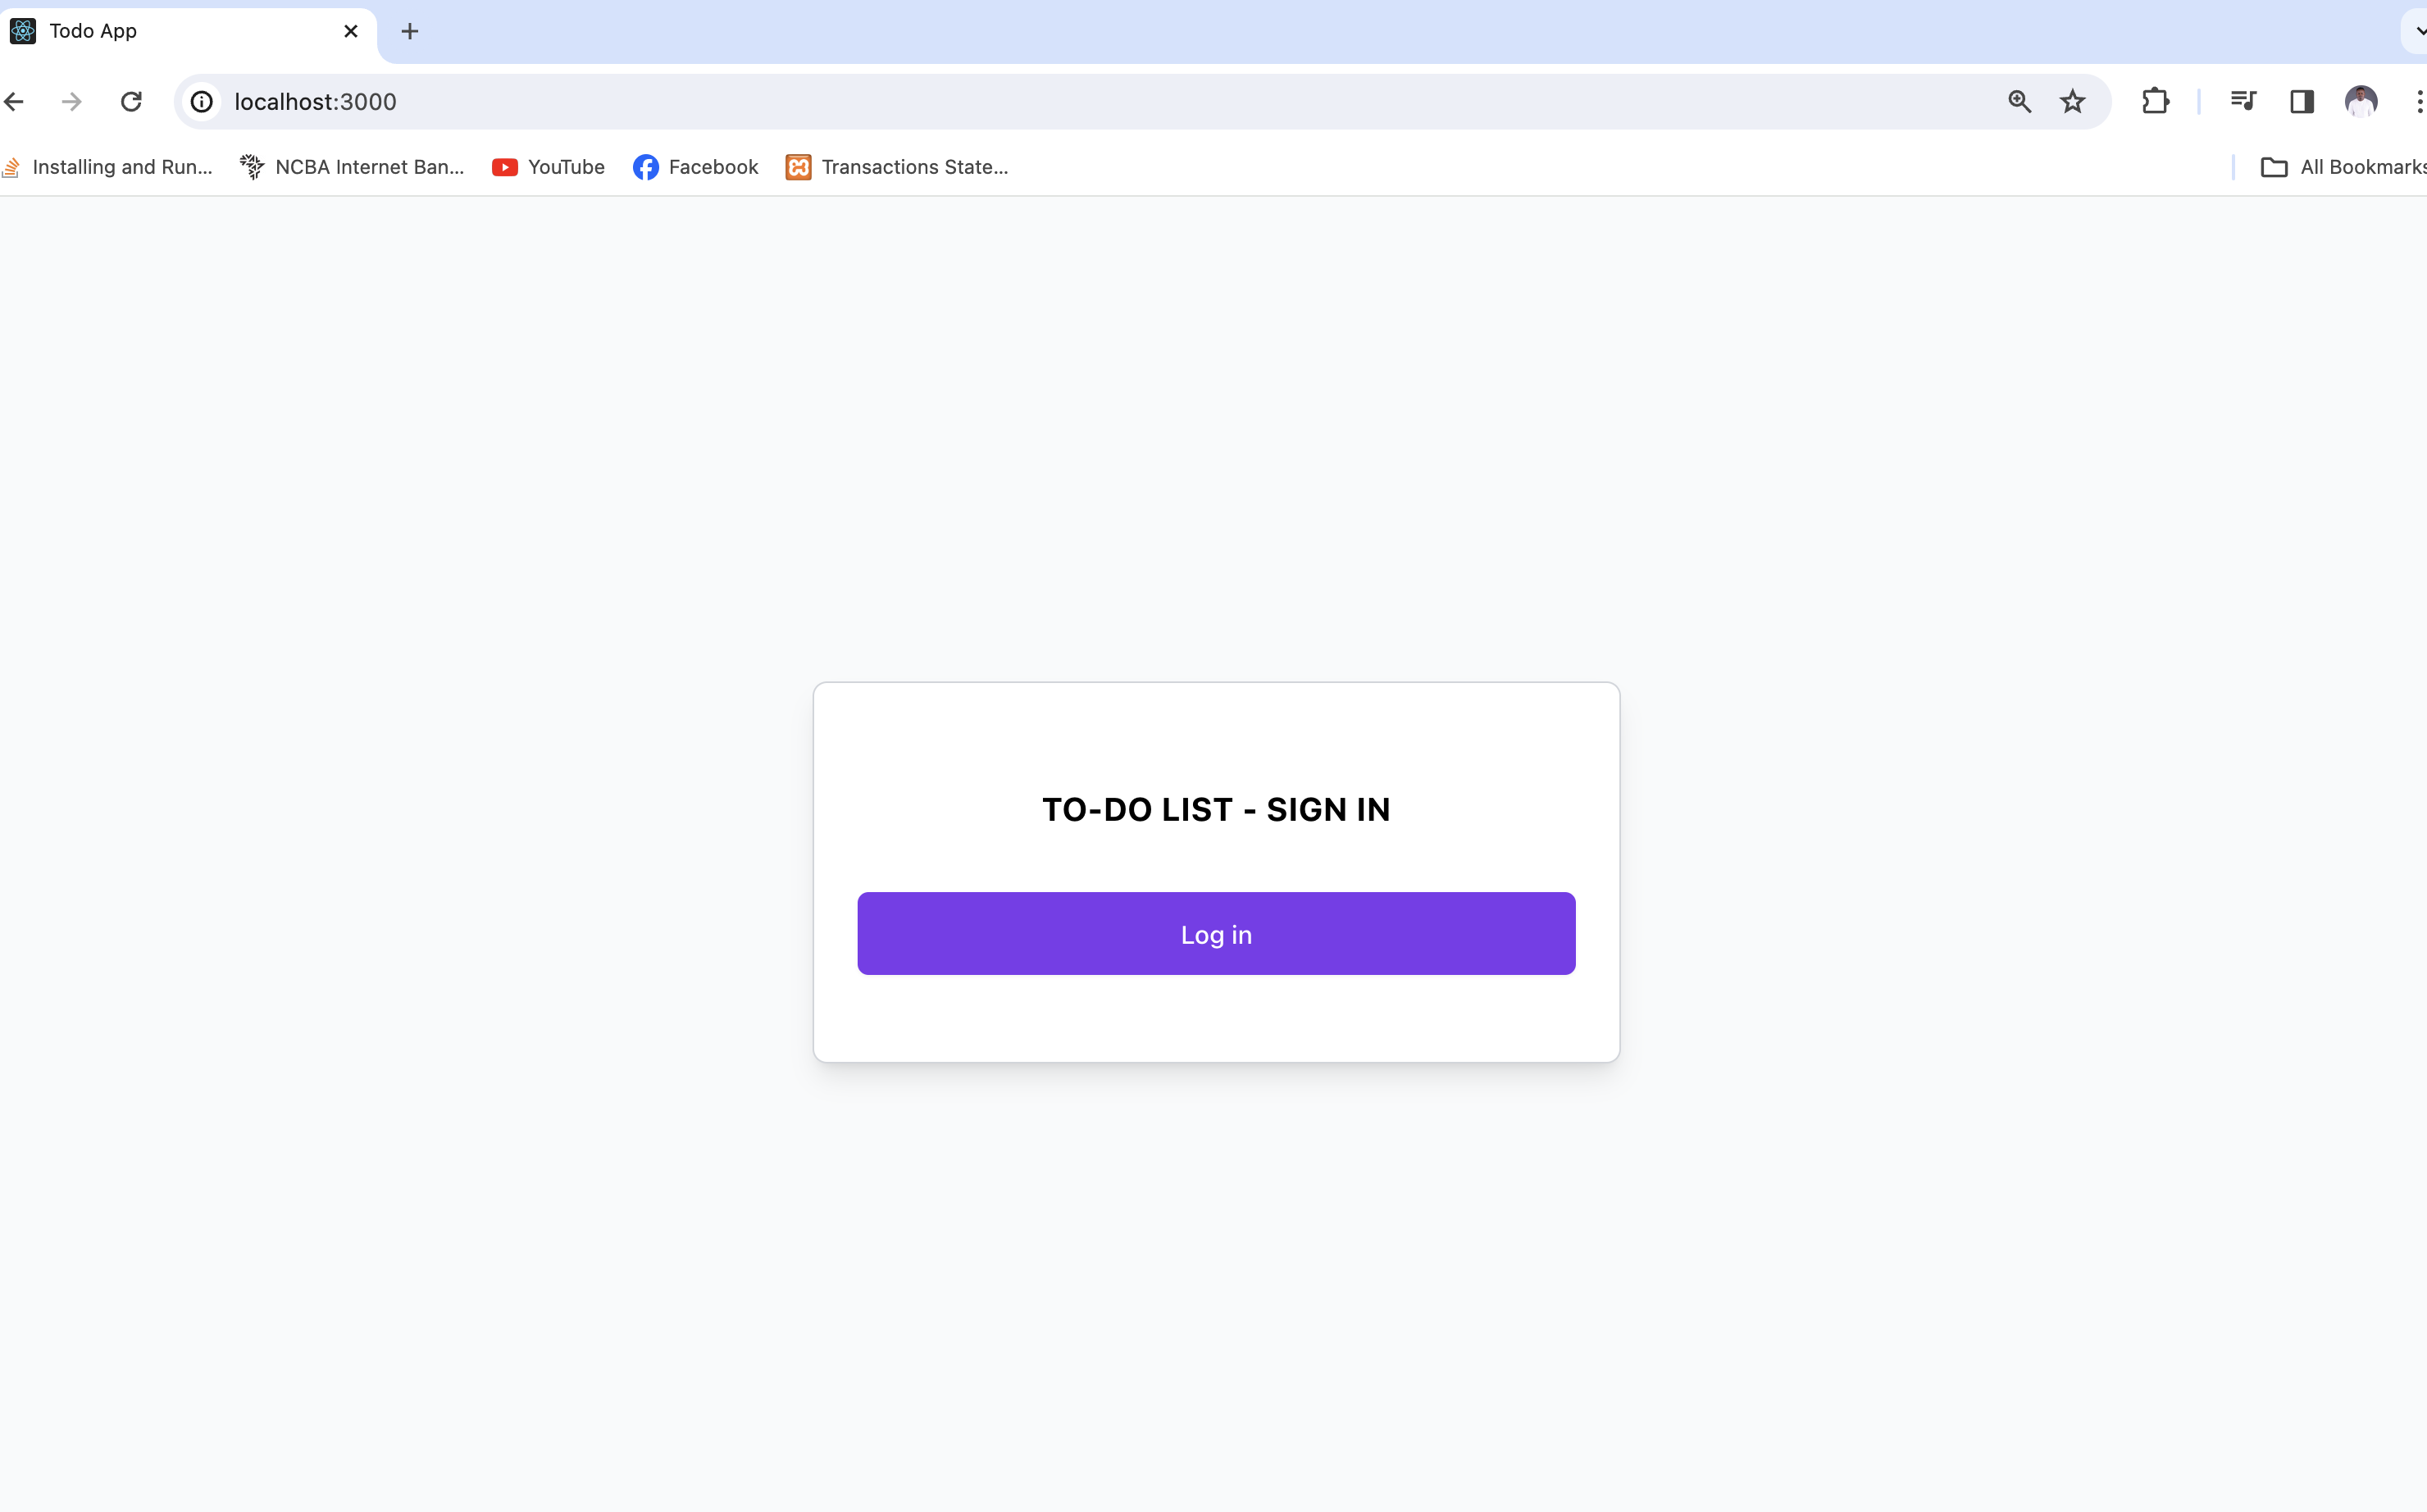 Todo App
localhost:3000
Installing and Run...
NCBA Internet Ban...
YouTube
Facebook
Transactions State...
All Bookmarks
TO-DO LIST - SIGN IN
Log in